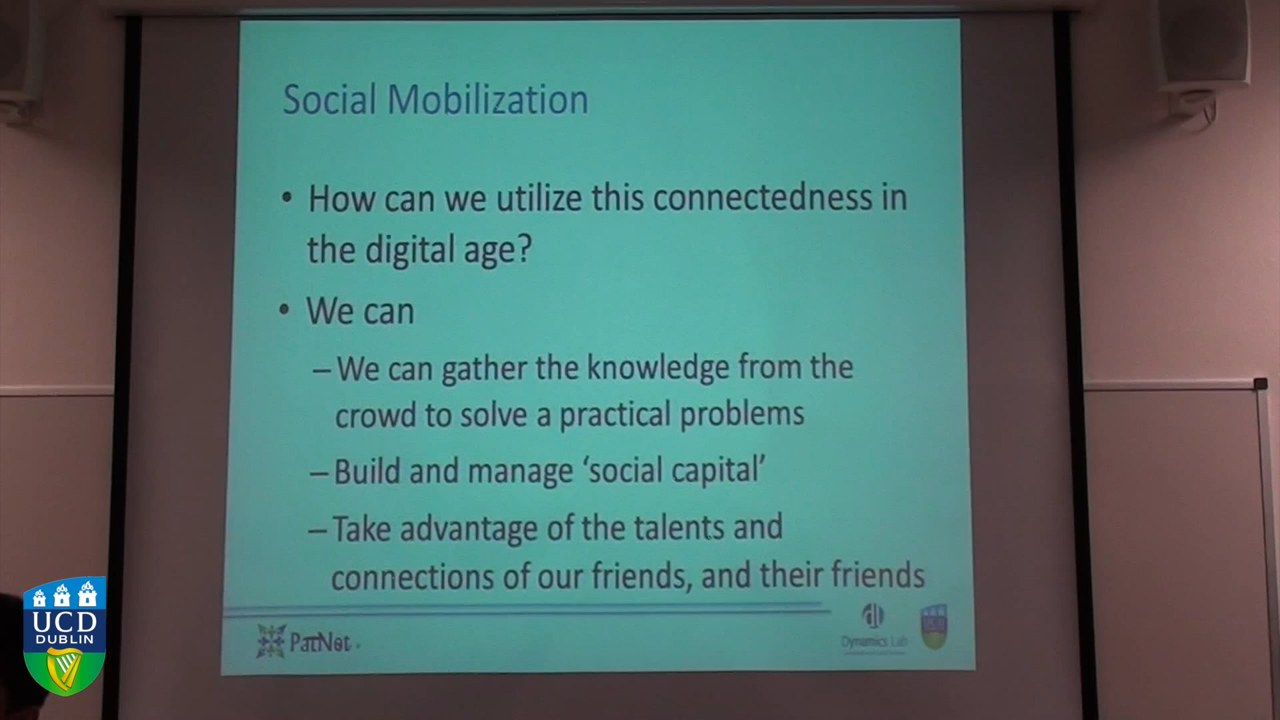 Social Mobilization
• How can we utilize this connectedness in
the digital age?
• We can
– We can gather the knowledge from the
crowd to solve a practical problems
– Build and manage ‘social capital’
– Take advantage of the talents and
connections of our friends, and their friends
PaπNet
Dynamics Lab
UCD
UCD
DUBLIN